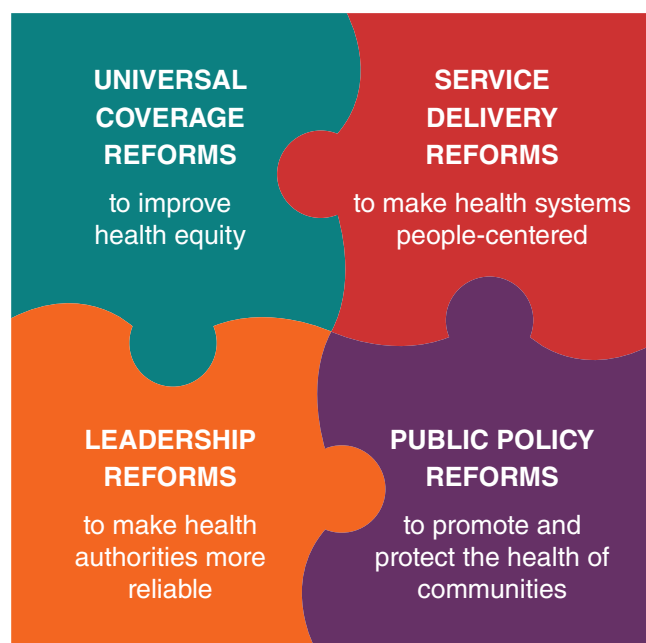 UNIVERSAL
COVERAGE
REFORMS
to improve
health equity
SERVICE
DELIVERY
REFORMS
to make health systems
people-centered
LEADERSHIP
REFORMS
to make health
authorities more
reliable
PUBLIC POLICY
REFORMS
to promote and
protect the health of
communities